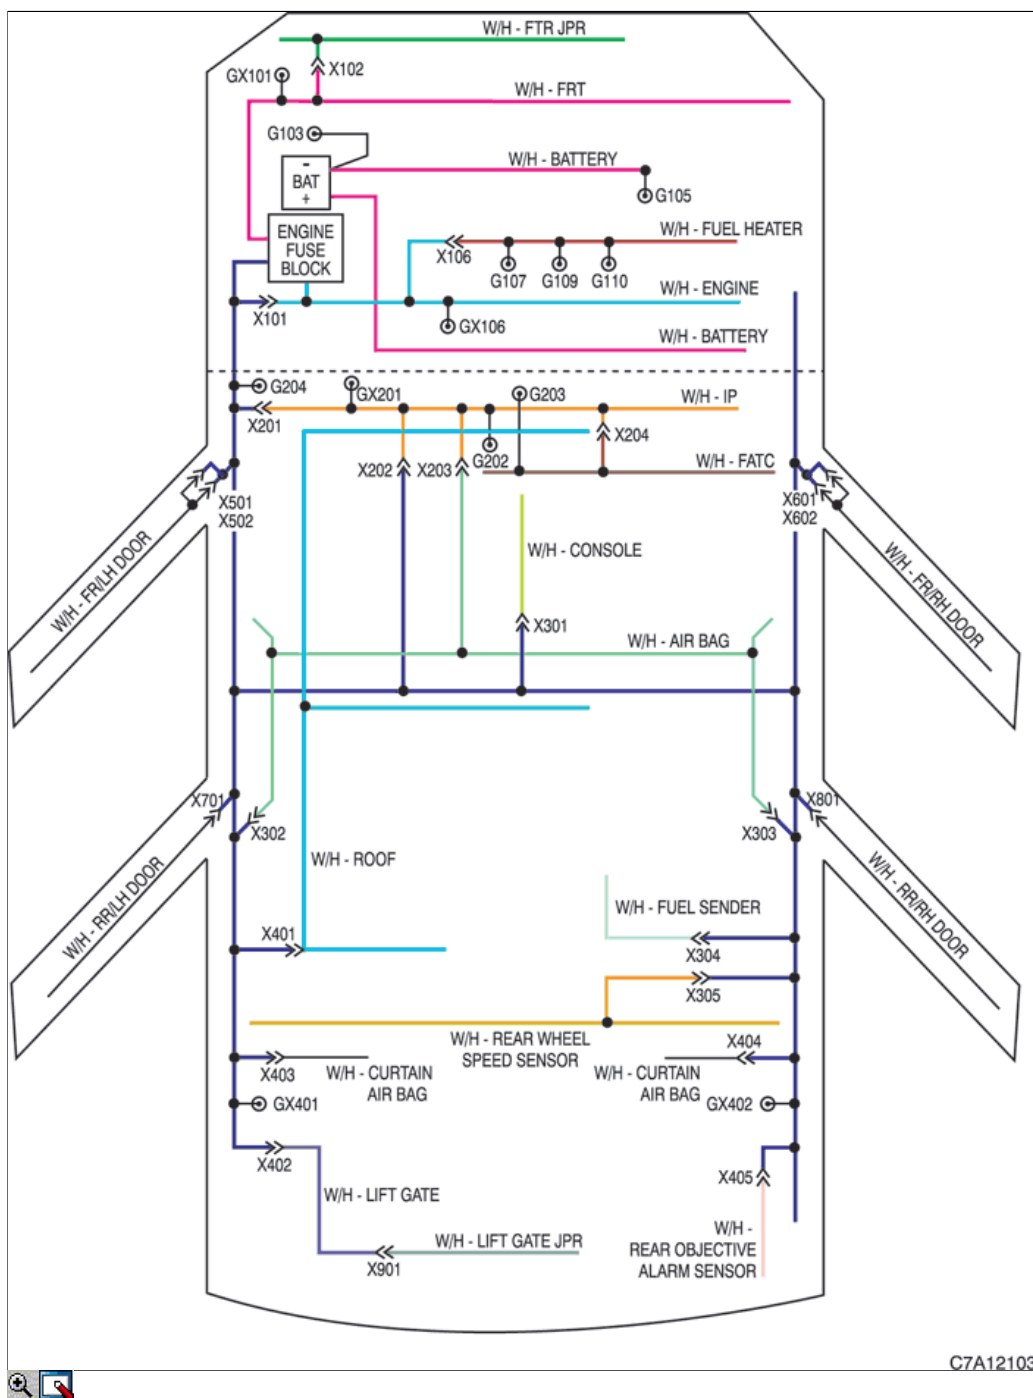 W/H - FTR JPR
GX101
X102
W/H - FRT
G103
-
BAT
+
W/H - BATTERY
G105
ENGINE
FUSE
BLOCK
X106
W/H - FUEL HEATER
G107
G109
G110
W/H - ENGINE
X101
GX106
W/H - BATTERY
G204
GX201
G203
W/H - IP
X201
X204
X202
X203
G202
W/H - FATC
X501
X502
X601
X602
W/H - FR/LH DOOR
W/H - CONSOLE
W/H - FR/RH DOOR
X301
W/H - AIR BAG
X701
X302
X303
X801
W/H - ROOF
W/H - RR/LH DOOR
W/H - RR/RH DOOR
W/H - FUEL SENDER
X401
X304
X305
W/H - REAR WHEEL
SPEED SENSOR
X404
X403
W/H - CURTAIN
AIR BAG
W/H - CURTAIN
AIR BAG
GX401
GX402
X402
X405
W/H - LIFT GATE
W/H - LIFT GATE JPR
X901
W/H -
REAR OBJECTIVE
ALARM SENSOR
C7A12103